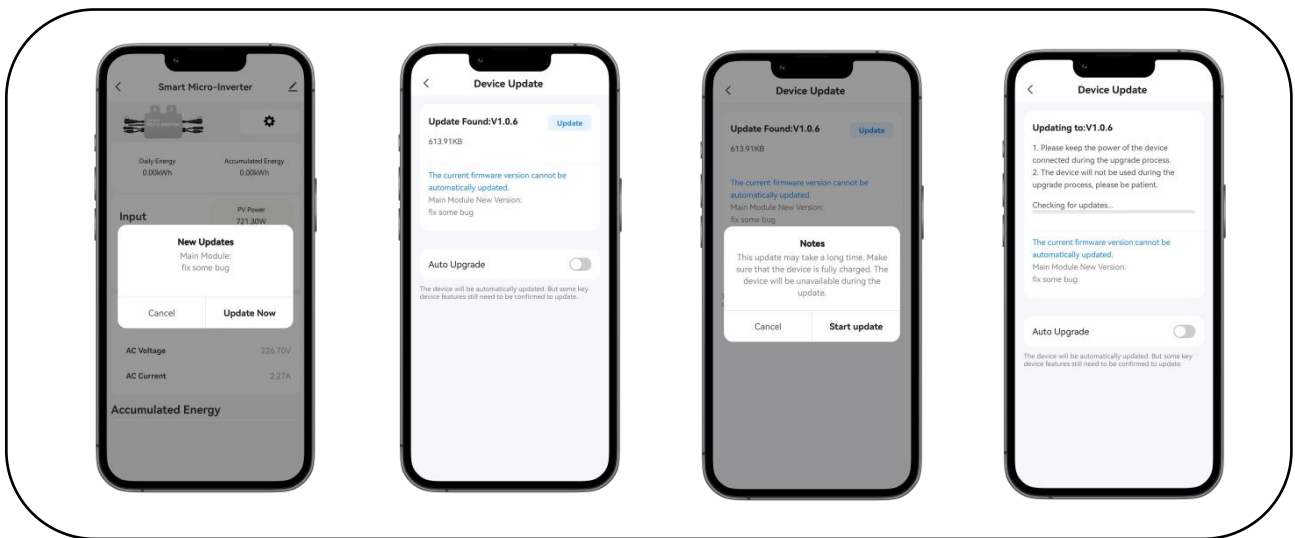 Smart Micro-Inverter
Daily Energy
0.00kWh
Accumulated Energy
0.00kWh
Input
PV Power
721.30W
New Updates
Main Module:
fix some bug
Cancel
Update Now
AC Voltage
226.70V
AC Current
2.27A
Accumulated Energy
Device Update
Update Found:V1.0.6
Update
613.91KB
The current firmware version cannot be
automatically updated.
Main Module New Version:
fix some bug
Auto Upgrade
The device will be automatically updated. But some key
device features still need to be confirmed to update.
Device Update
Update Found:V1.0.6
Update
613.91KB
The current firmware version cannot be
automatically updated.
Main Module New Version:
fix some bug
Notes
This update may take a long time. Make
sure that the device is fully charged. The
device will be unavailable during the
update.
Cancel
Start update
Device Update
Updating to:V1.0.6
1. Please keep the power of the device
connected during the upgrade process.
2. The device will not be used during the
upgrade process, please be patient.
Checking for updates...
The current firmware version cannot be
automatically updated.
Main Module New Version:
fix some bug
Auto Upgrade
The device will be automatically updated. But some key
device features still need to be confirmed to update.